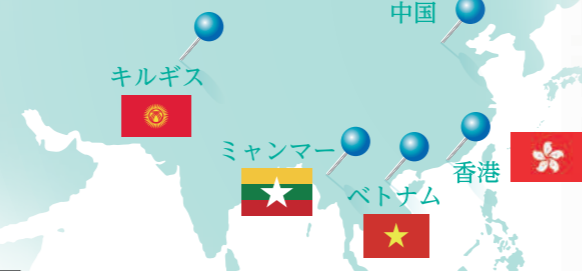 中国
キルギス
ミャンマー
ベトナム
香港